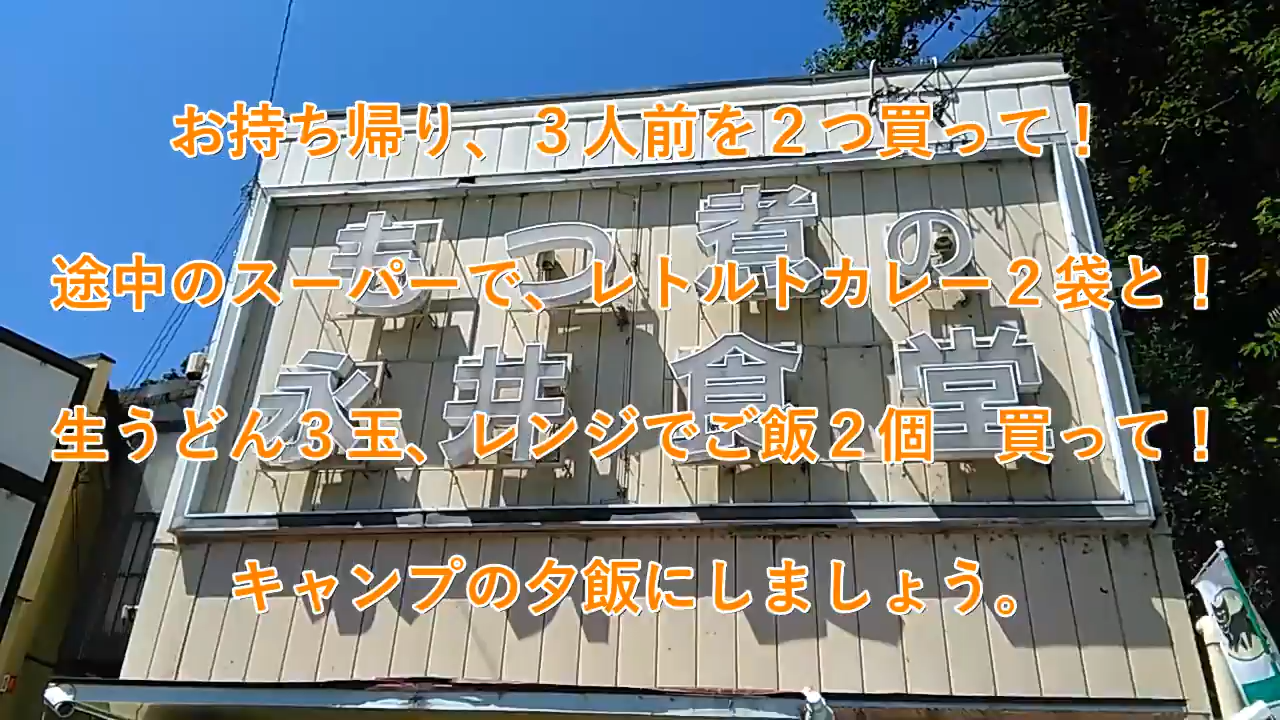 お持ち帰り、３人前を２つ買って！
もつ煮の
途中のスーパーで、レトルトカレー２袋と！
永井食堂
生うどん３玉、レンジでご飯２個　買って！
キャンプの夕飯にしましょう。